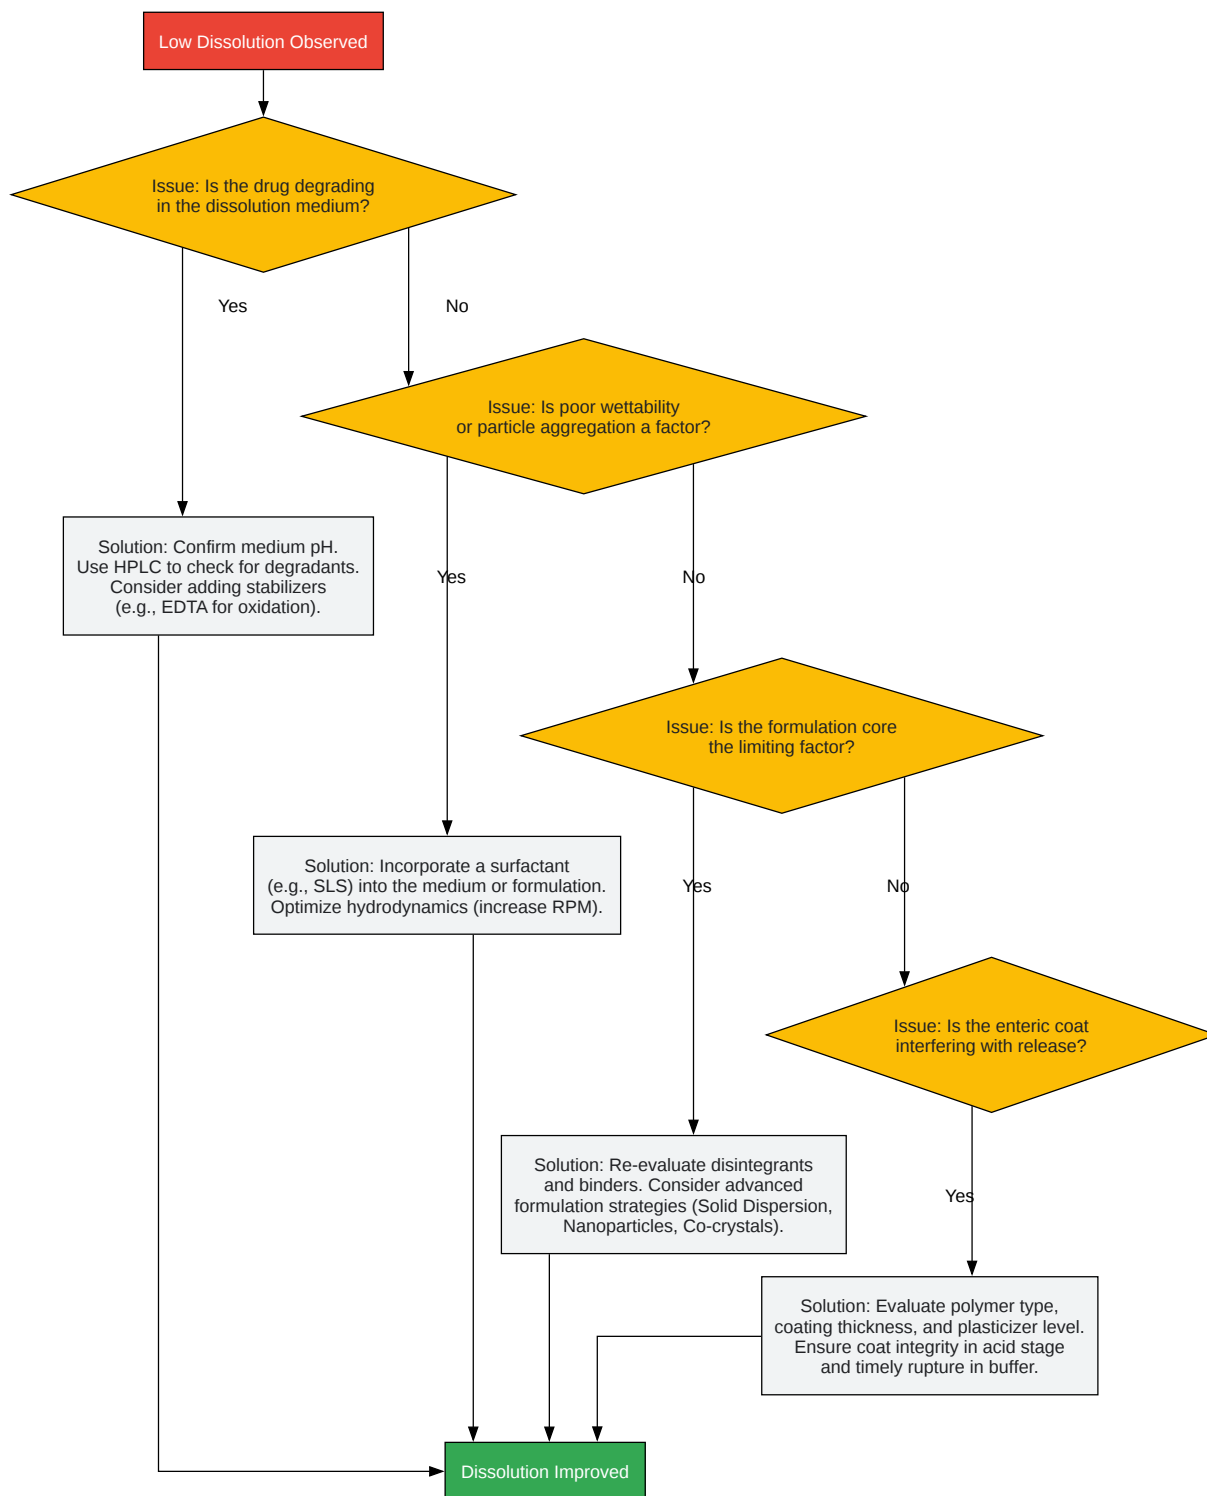 Low Dissolution Observed
Issue: Is the drug degrading
in the dissolution medium?
Yes
No
Issue: Is poor wettability
or particle aggregation a factor?
Solution: Confirm medium pH.
Use HPLC to check for degradants.
Consider adding stabilizers
(e.g., EDTA for oxidation).
Yes
No
Issue: Is the formulation core
the limiting factor?
Solution: Incorporate a surfactant
(e.g., SLS) into the medium or formulation.
Optimize hydrodynamics (increase RPM).
Yes
No
Issue: Is the enteric coat
interfering with release?
Solution: Re-evaluate disintegrants
and binders. Consider advanced
formulation strategies (Solid Dispersion,
Nanoparticles, Co-crystals).
Yes
Solution: Evaluate polymer type,
coating thickness, and plasticizer level.
Ensure coat integrity in acid stage
and timely rupture in buffer.
Dissolution Improved